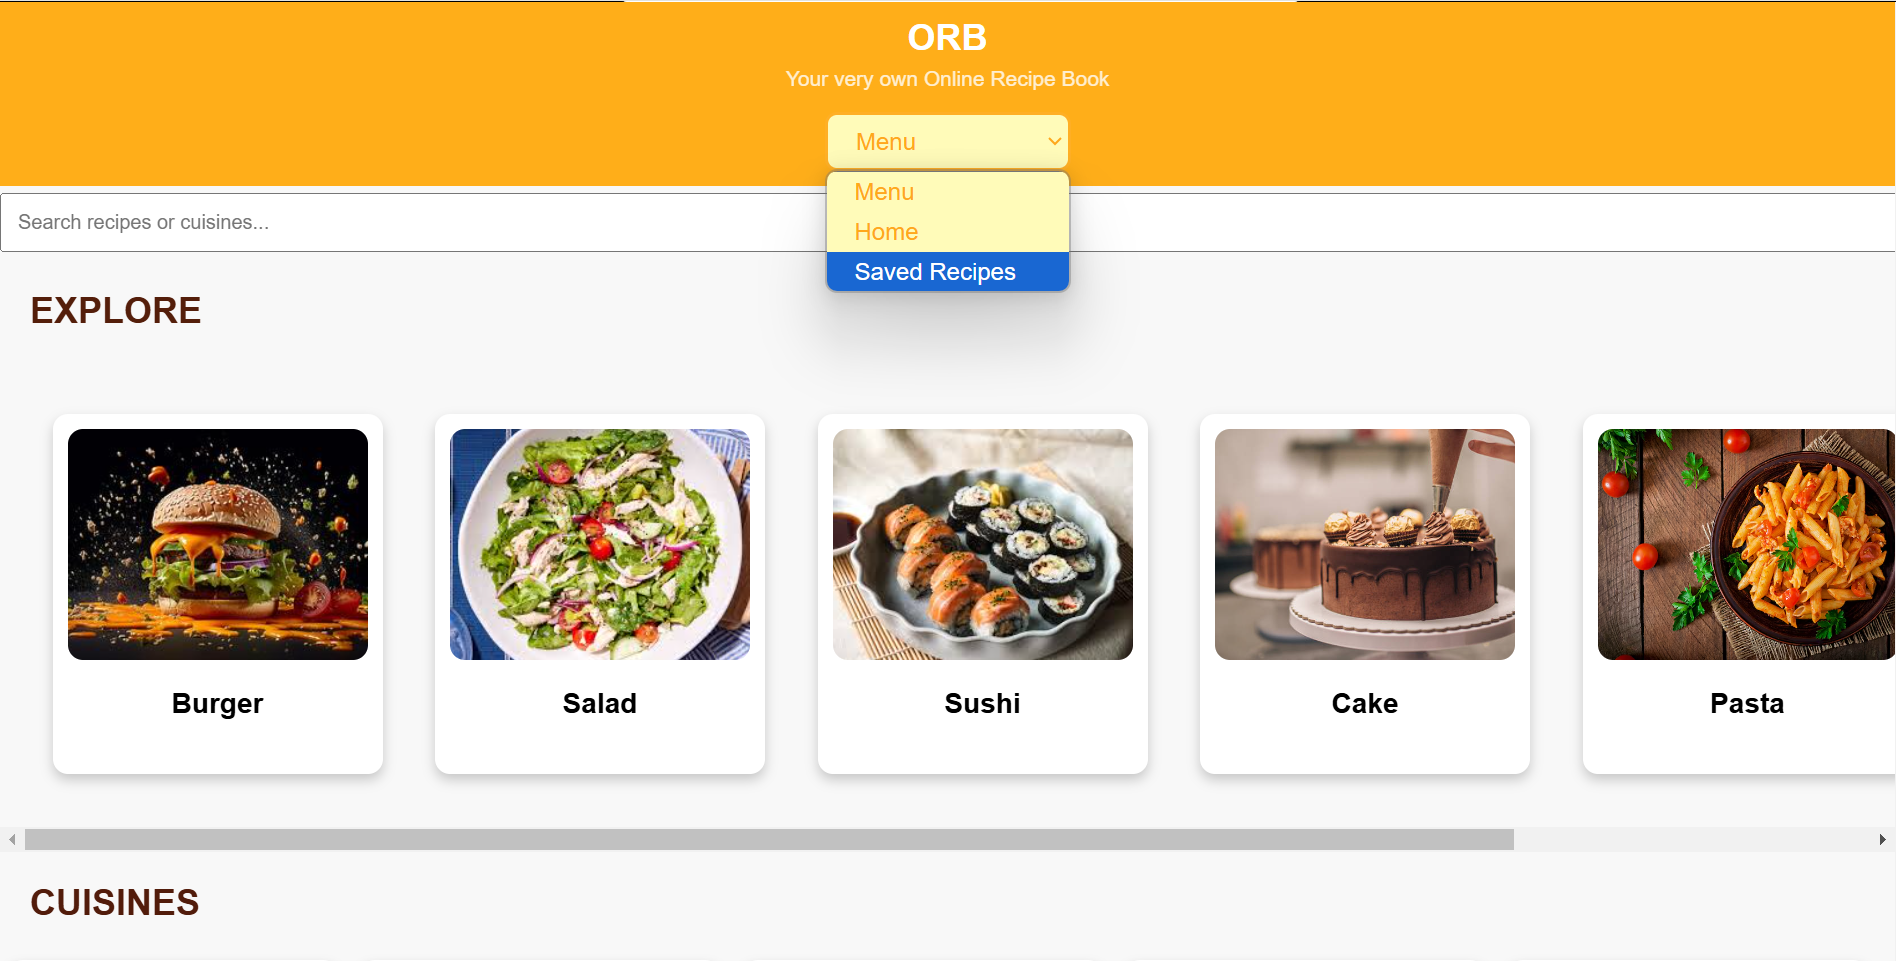 ORB
Your very own Online Recipe Book
Menu
Menu
Home
Saved Recipes
Search recipes or cuisines...
EXPLORE
Burger
Salad
Sushi
Cake
Pasta
CUISINES